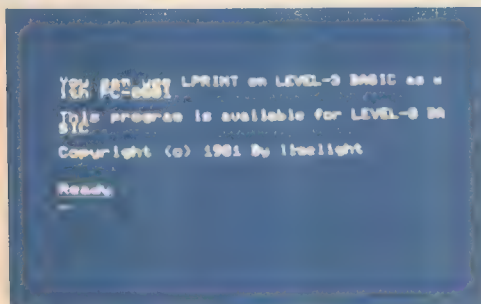 You can use LPRINT on LEVEL-3 BASIC as w
This program is available for LEVEL-3 BA
SIC
Copyright (c) 1981 By limelight
Ready